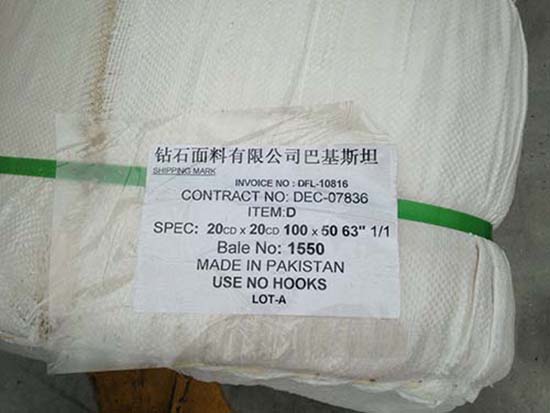 钻石面料有限公司巴基斯坦
SHIPPING MARK
INVOICE NO : DFL-10816
CONTRACT NO: DEC-07836
ITEM:D
SPEC: 20CD x 20CD 100 x 50 63" 1/1
Bale No: 1550
MADE IN PAKISTAN
USE NO HOOKS
LOT-A